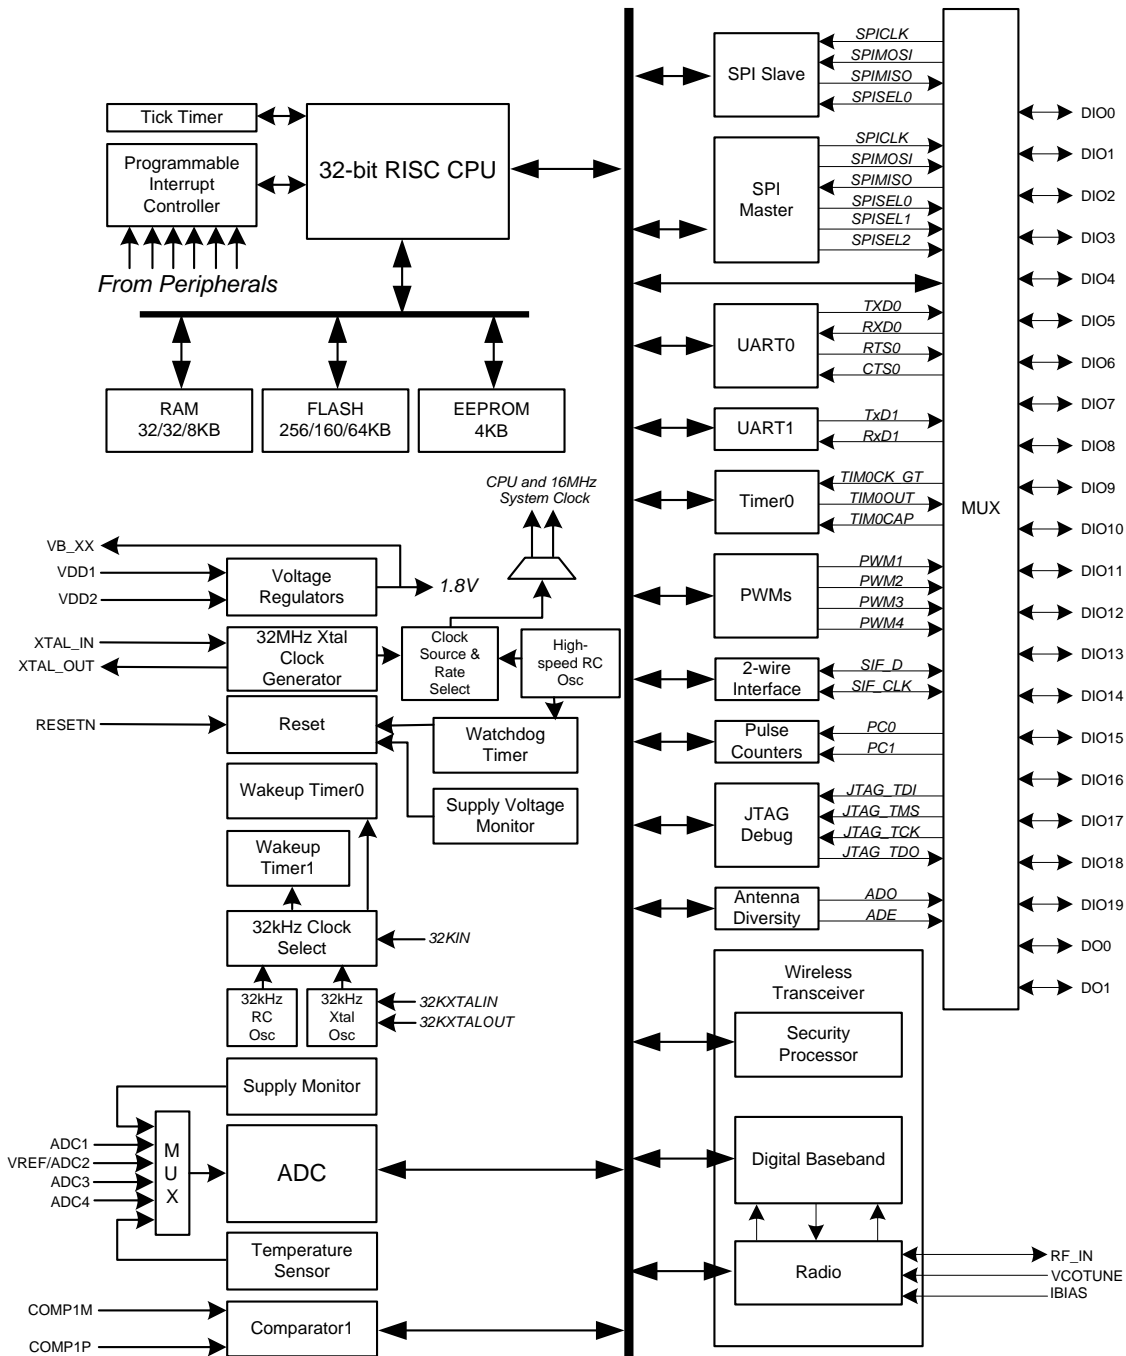 Tick Timer
Programmable
Interrupt
Controller
From Peripherals
32-bit RISC CPU
RAM
32/32/8KB
FLASH
256/160/64KB
EEPROM
4KB
CPU and 16MHz
System Clock
VB_XX
VDD1
VDD2
Voltage
Regulators
1.8V
XTAL_IN
XTAL_OUT
32MHz Xtal
Clock
Generator
Clock
Source &
Rate
Select
High-
speed RC
Osc
RESETN
Reset
Watchdog
Timer
Wakeup Timer0
Supply Voltage
Monitor
Wakeup
Timer1
32kHz Clock
Select
32KIN
32kHz
RC
Osc
32kHz
Xtal
Osc
32KXTALIN
32KXTALOUT
Supply Monitor
ADC1
VREF/ADC2
ADC3
ADC4
M
U
X
ADC
Temperature
Sensor
COMP1M
COMP1P
Comparator1
SPI Slave
SPICLK
SPIMOSI
SPIMISO
SPISEL0
SPI
Master
SPICLK
SPIMOSI
SPIMISO
SPISEL0
SPISEL1
SPISEL2
UART0
TXD0
RXD0
RTS0
CTS0
UART1
TxD1
RxD1
Timer0
TIM0CK_GT
TIM0OUT
TIM0CAP
PWMs
PWM1
PWM2
PWM3
PWM4
2-wire
Interface
SIF_D
SIF_CLK
Pulse
Counters
PC0
PC1
JTAG
Debug
JTAG_TDI
JTAG_TMS
JTAG_TCK
JTAG_TDO
Antenna
Diversity
ADO
ADE
MUX
DIO0
DIO1
DIO2
DIO3
DIO4
DIO5
DIO6
DIO7
DIO8
DIO9
DIO10
DIO11
DIO12
DIO13
DIO14
DIO15
DIO16
DIO17
DIO18
DIO19
DO0
DO1
Wireless
Transceiver
Security
Processor
Digital Baseband
Radio
RF_IN
VCOTUNE
IBIAS